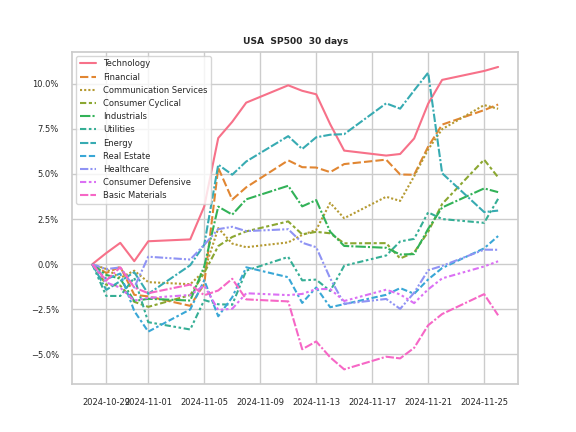 USA SP500 30 days
Technology
Financial
Communication Services
Consumer Cyclical
Industrials
Utilities
Energy
Real Estate
Healthcare
Consumer Defensive
Basic Materials
10.0%
7.5%
5.0%
2.5%
0.0%
−2.5%
−5.0%
2024-10-29 2024-11-01 2024-11-05 2024-11-09 2024-11-13 2024-11-17 2024-11-21 2024-11-25